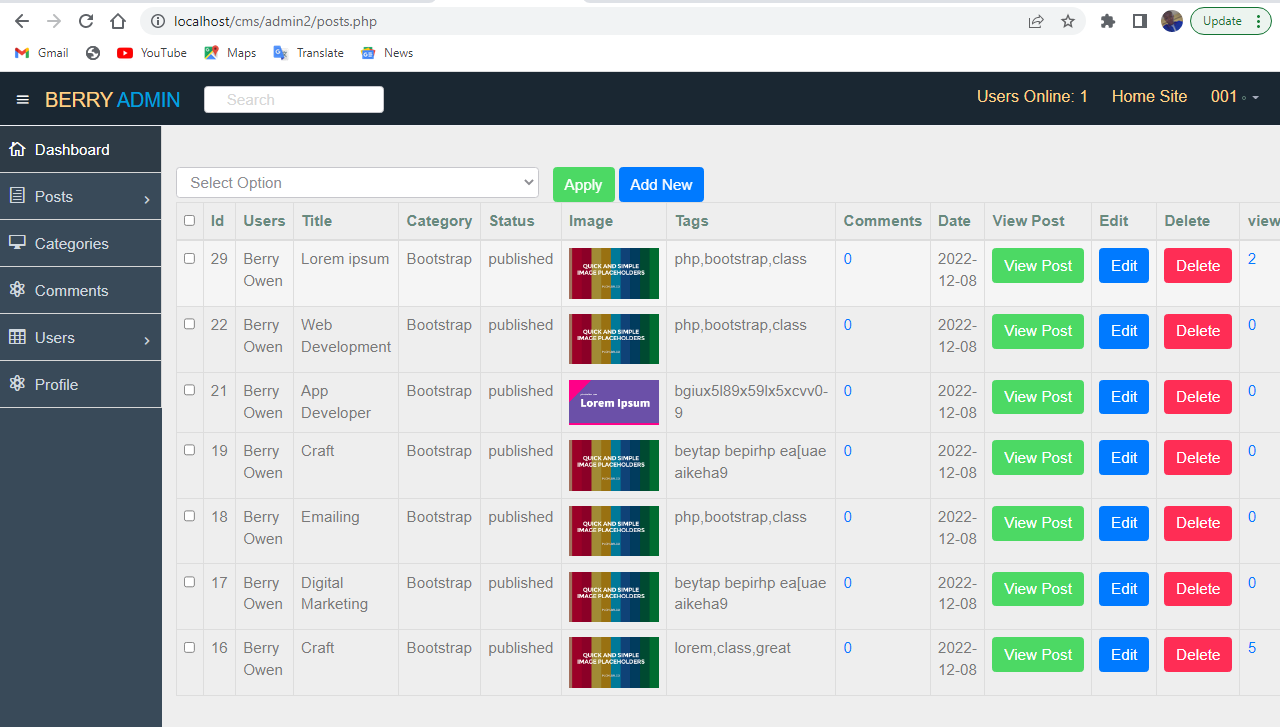 localhost/cms/admin2/posts.php
Update
Gmail YouTube Maps Translate News
BERRY ADMIN Search Users Online: 1 Home Site 001
Dashboard
Posts
Categories
Comments
Users
Profile
Select Option Apply Add New
Id Users Title Category Status Image Tags Comments Date View Post Edit Delete view
29 Berry Owen Lorem ipsum Bootstrap published QUICK AND SIMPLE IMAGE PLACEHOLDERS php,bootstrap,class 0 2022-12-08 View Post Edit Delete 2
22 Berry Owen Web Development Bootstrap published QUICK AND SIMPLE IMAGE PLACEHOLDERS php,bootstrap,class 0 2022-12-08 View Post Edit Delete 0
21 Berry Owen App Developer Bootstrap published Lorem Ipsum bgiux5l89x59lx5xcvv0-9 0 2022-12-08 View Post Edit Delete 0
19 Berry Owen Craft Bootstrap published QUICK AND SIMPLE IMAGE PLACEHOLDERS beytap bepirhp ea[uae aikeha9 0 2022-12-08 View Post Edit Delete 0
18 Berry Owen Emailing Bootstrap published QUICK AND SIMPLE IMAGE PLACEHOLDERS php,bootstrap,class 0 2022-12-08 View Post Edit Delete 0
17 Berry Owen Digital Marketing Bootstrap published QUICK AND SIMPLE IMAGE PLACEHOLDERS beytap bepirhp ea[uae aikeha9 0 2022-12-08 View Post Edit Delete 0
16 Berry Owen Craft Bootstrap published QUICK AND SIMPLE IMAGE PLACEHOLDERS lorem,class,great 0 2022-12-08 View Post Edit Delete 5